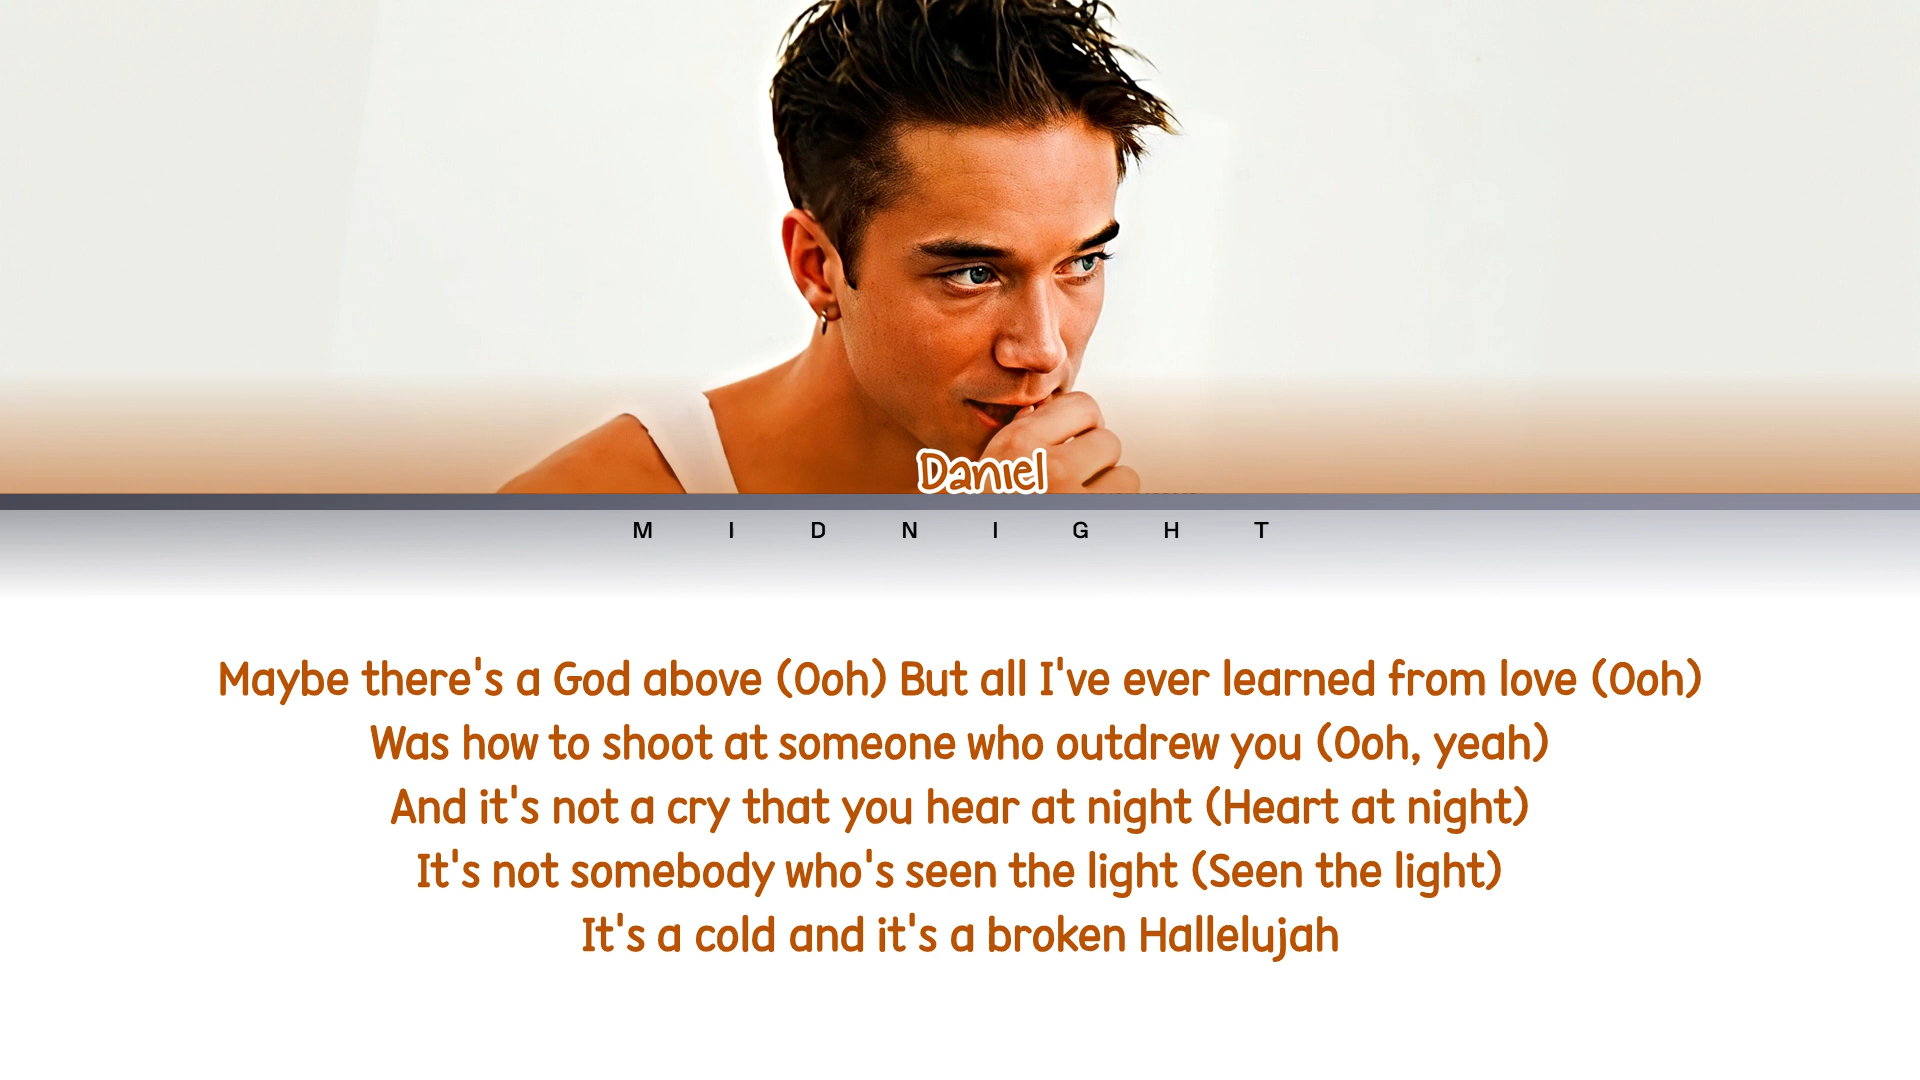 Daniel
MIDNIGHT
Maybe there's a God above (Ooh) But all I've ever learned from love (Ooh)
Was how to shoot at someone who outdrew you (Ooh, yeah)
And it's not a cry that you hear at night (Heart at night)
It's not somebody who's seen the light (Seen the light)
It's a cold and it's a broken Hallelujah